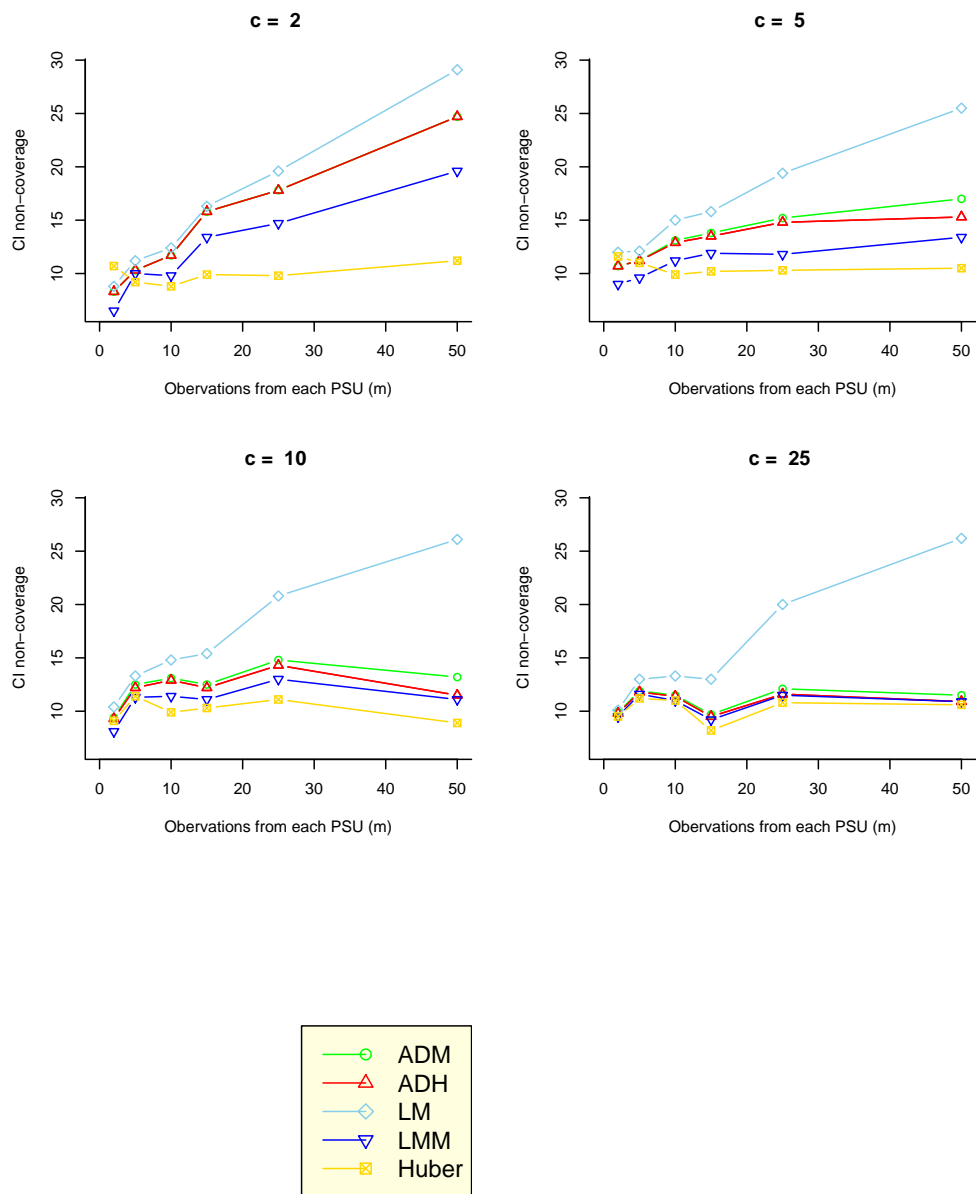 c = 2
CI non−coverage
30
25
20
15
10
0 10 20 30 40 50
Obervations from each PSU (m)
c = 5
CI non−coverage
30
25
20
15
10
0 10 20 30 40 50
Obervations from each PSU (m)
c = 10
CI non−coverage
30
25
20
15
10
0 10 20 30 40 50
Obervations from each PSU (m)
c = 25
CI non−coverage
30
25
20
15
10
0 10 20 30 40 50
Obervations from each PSU (m)
ADM
ADH
LM
LMM
Huber